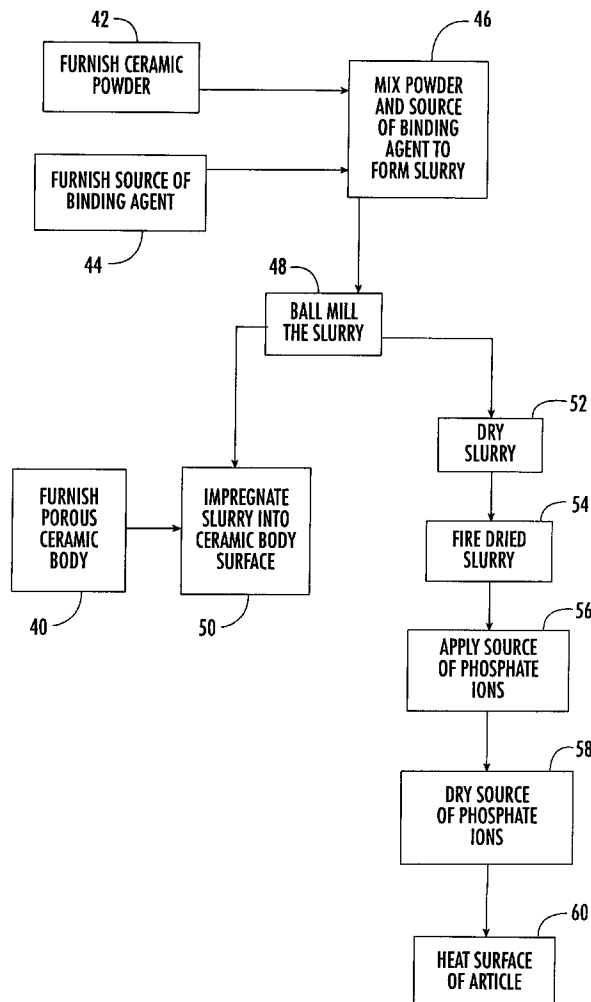 42
FURNISH CERAMIC
POWDER
46
MIX POWDER
AND SOURCE
OF BINDING
AGENT TO
FORM SLURRY
FURNISH SOURCE OF
BINDING AGENT
44
48
BALL MILL
THE SLURRY
52
DRY
SLURRY
FURNISH
POROUS
CERAMIC
BODY
40
IMPREGNATE
SLURRY INTO
CERAMIC BODY
SURFACE
50
54
FIRE DRIED
SLURRY
56
APPLY SOURCE
OF PHOSPHATE
IONS
58
DRY SOURCE
OF PHOSPHATE
IONS
60
HEAT SURFACE
OF ARTICLE